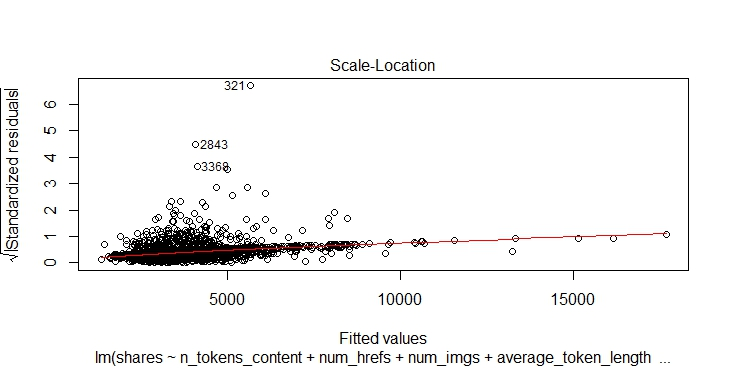 Scale-Location
√|Standardized residuals|
0 1 2 3 4 5 6
321
2843
3368
5000 10000 15000
Fitted values
lm(shares ~ n_tokens_content + num_hrefs + num_imgs + average_token_length ...